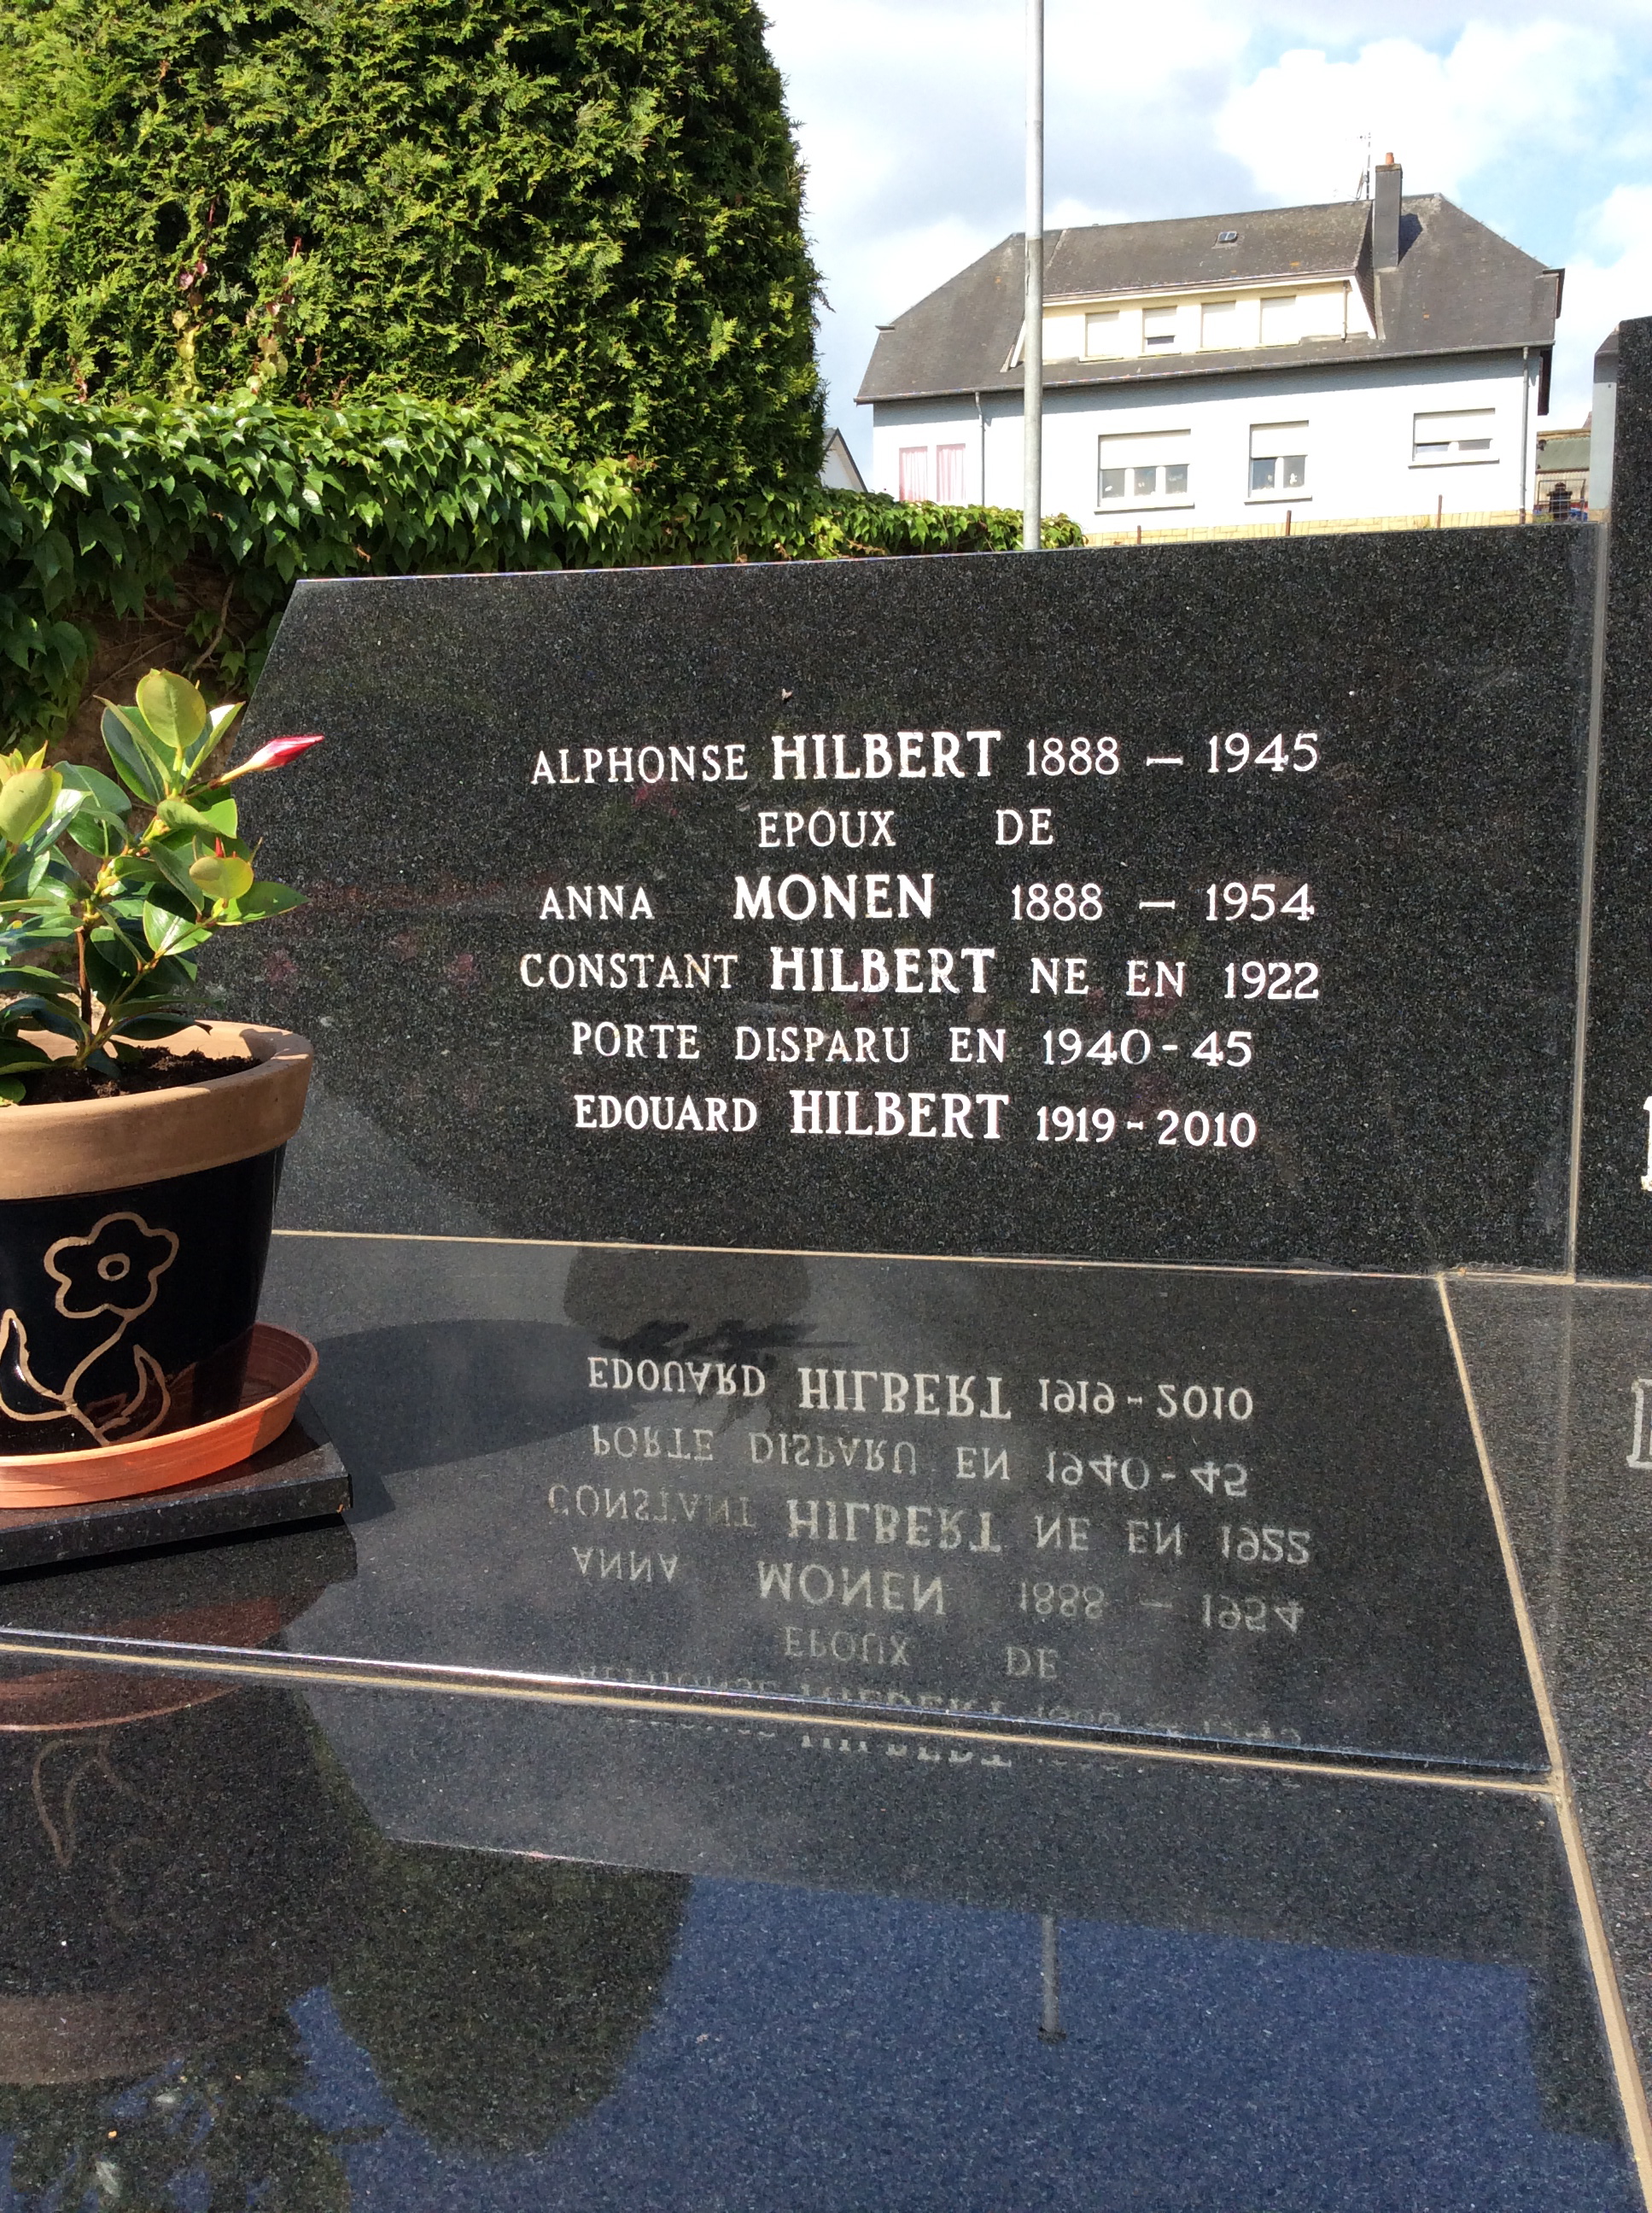 ALPHONSE HILBERT 1888 – 1945
EPOUX DE
ANNA MONEN 1888 – 1954
CONSTANT HILBERT NE EN 1922
PORTE DISPARU EN 1940-45
EDOUARD HILBERT 1919-2010